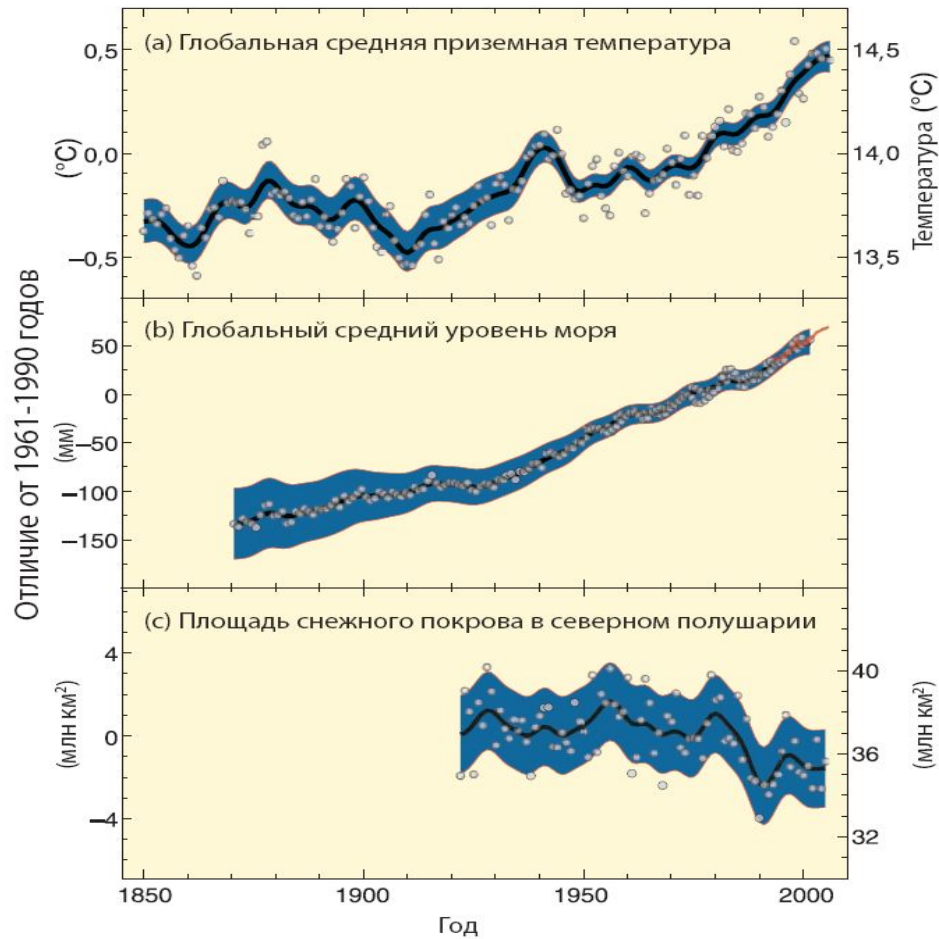 (a) Глобальная средняя приземная температура
0,5
0,0
−0,5
(°C)
14,5
14,0
13,5
Температура (°C)
Отличие от 1961-1990 годов
(b) Глобальный средний уровень моря
50
0
−50
−100
−150
(мм)
(c) Площадь снежного покрова в северном полушарии
4
0
−4
(млн км²)
40
36
32
(млн км²)
1850 1900 1950 2000
Год